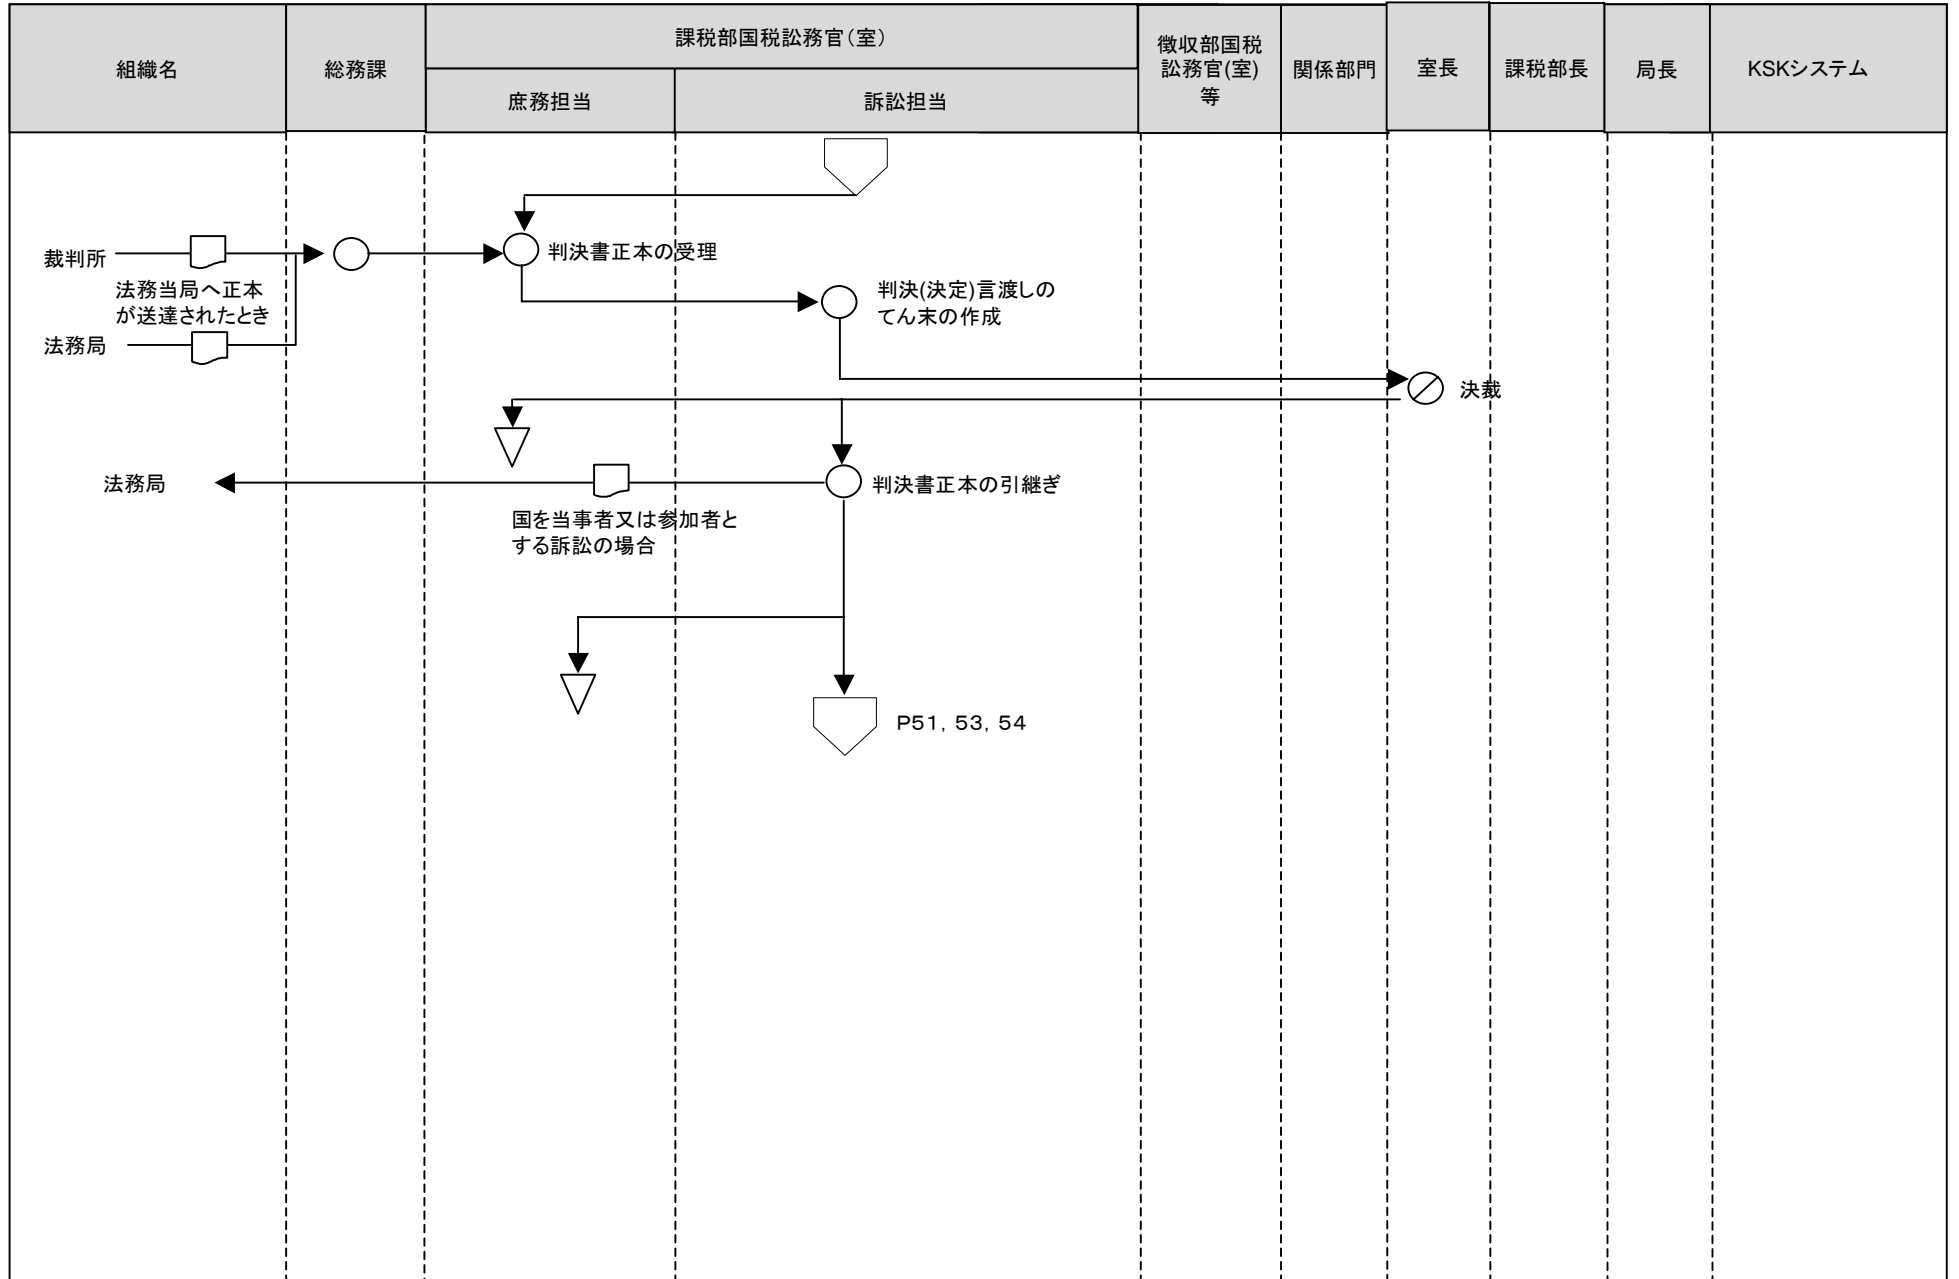 組織名
総務課
課税部国税訟務官（室）
庶務担当
訴訟担当
徴収部国税
訟務官(室)
等
関係部門
室長
課税部長
局長
KSKシステム
裁判所
判決書正本の受理
法務当局へ正本
が送達されたとき
判決(決定)言渡しの
てん末の作成
法務局
決裁
法務局
判決書正本の引継ぎ
国を当事者又は参加者と
する訴訟の場合
P51，53，54